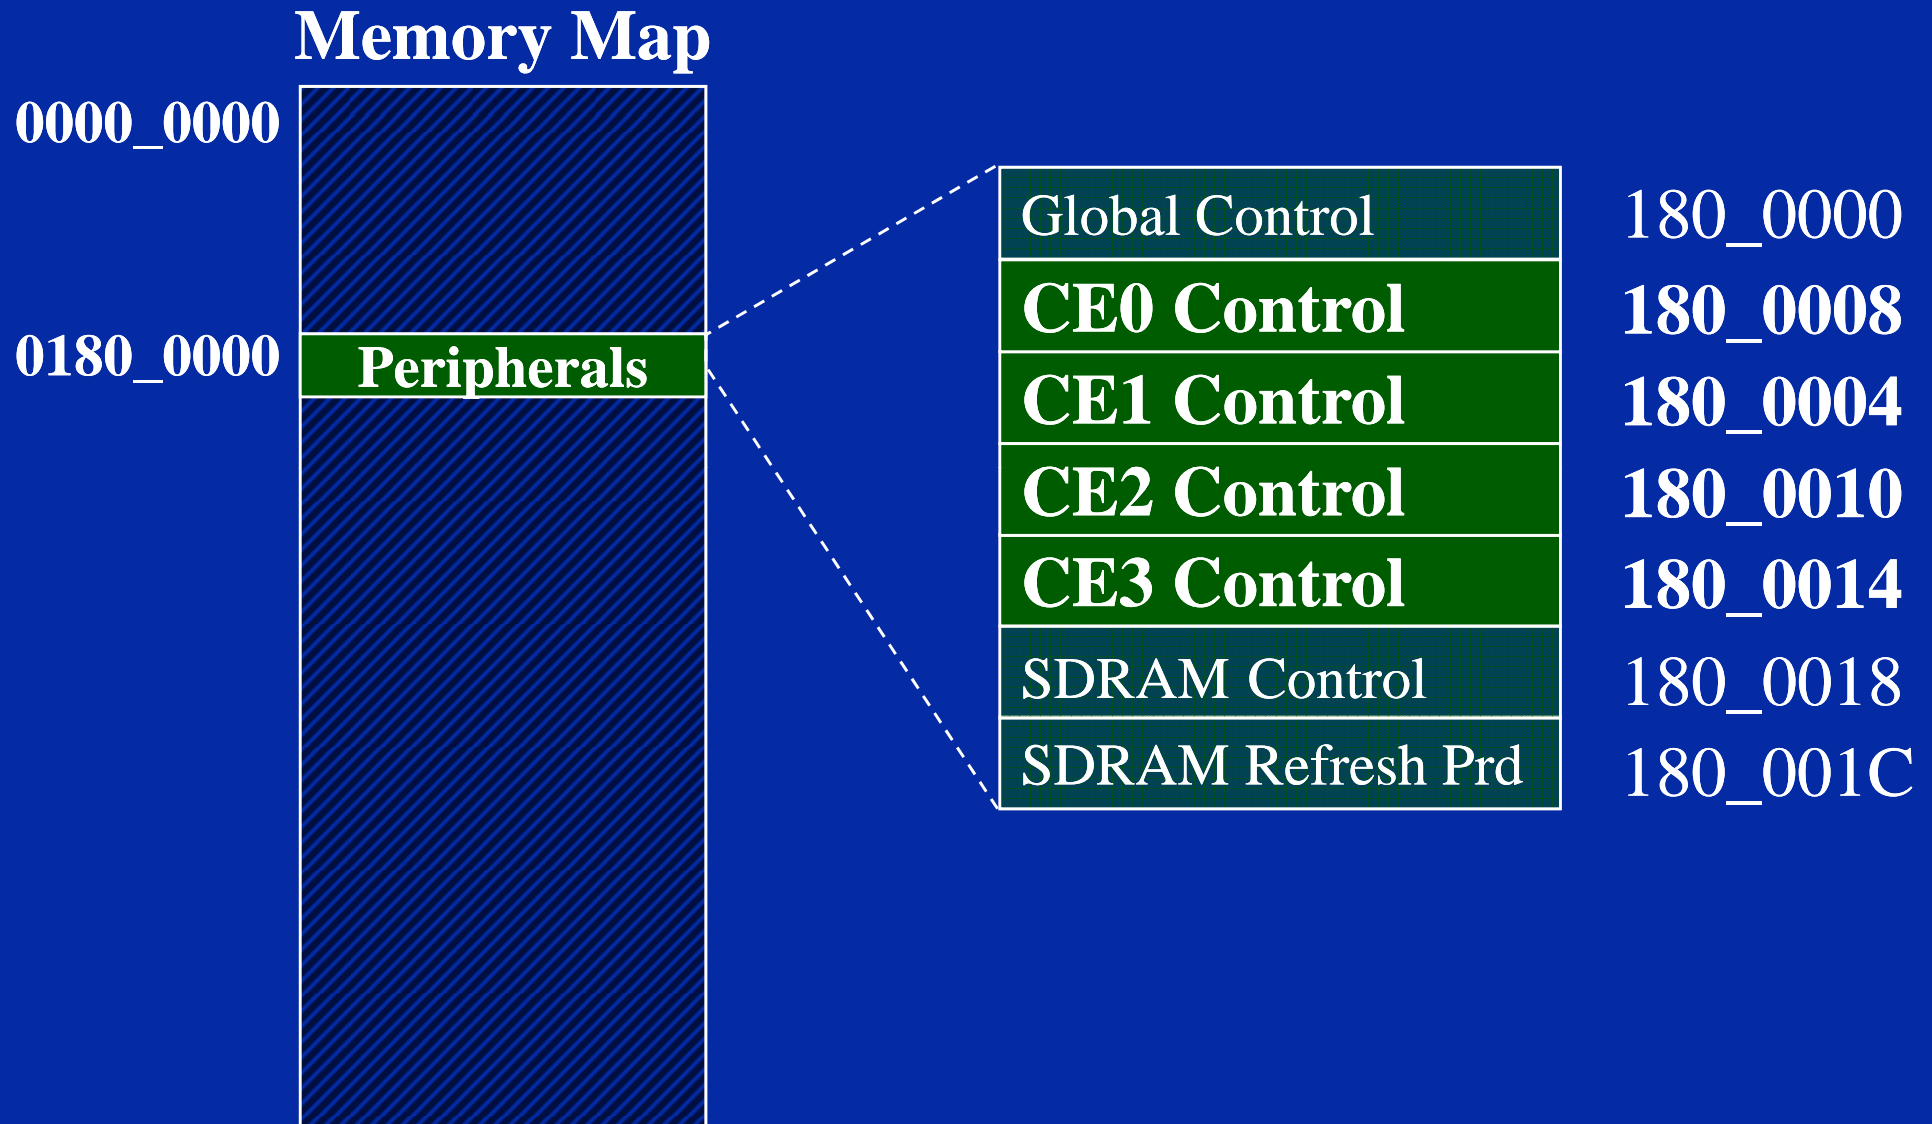 Memory Map
0000_0000
0180_0000
Peripherals
Global Control 180_0000
CE0 Control 180_0008
CE1 Control 180_0004
CE2 Control 180_0010
CE3 Control 180_0014
SDRAM Control 180_0018
SDRAM Refresh Prd 180_001C